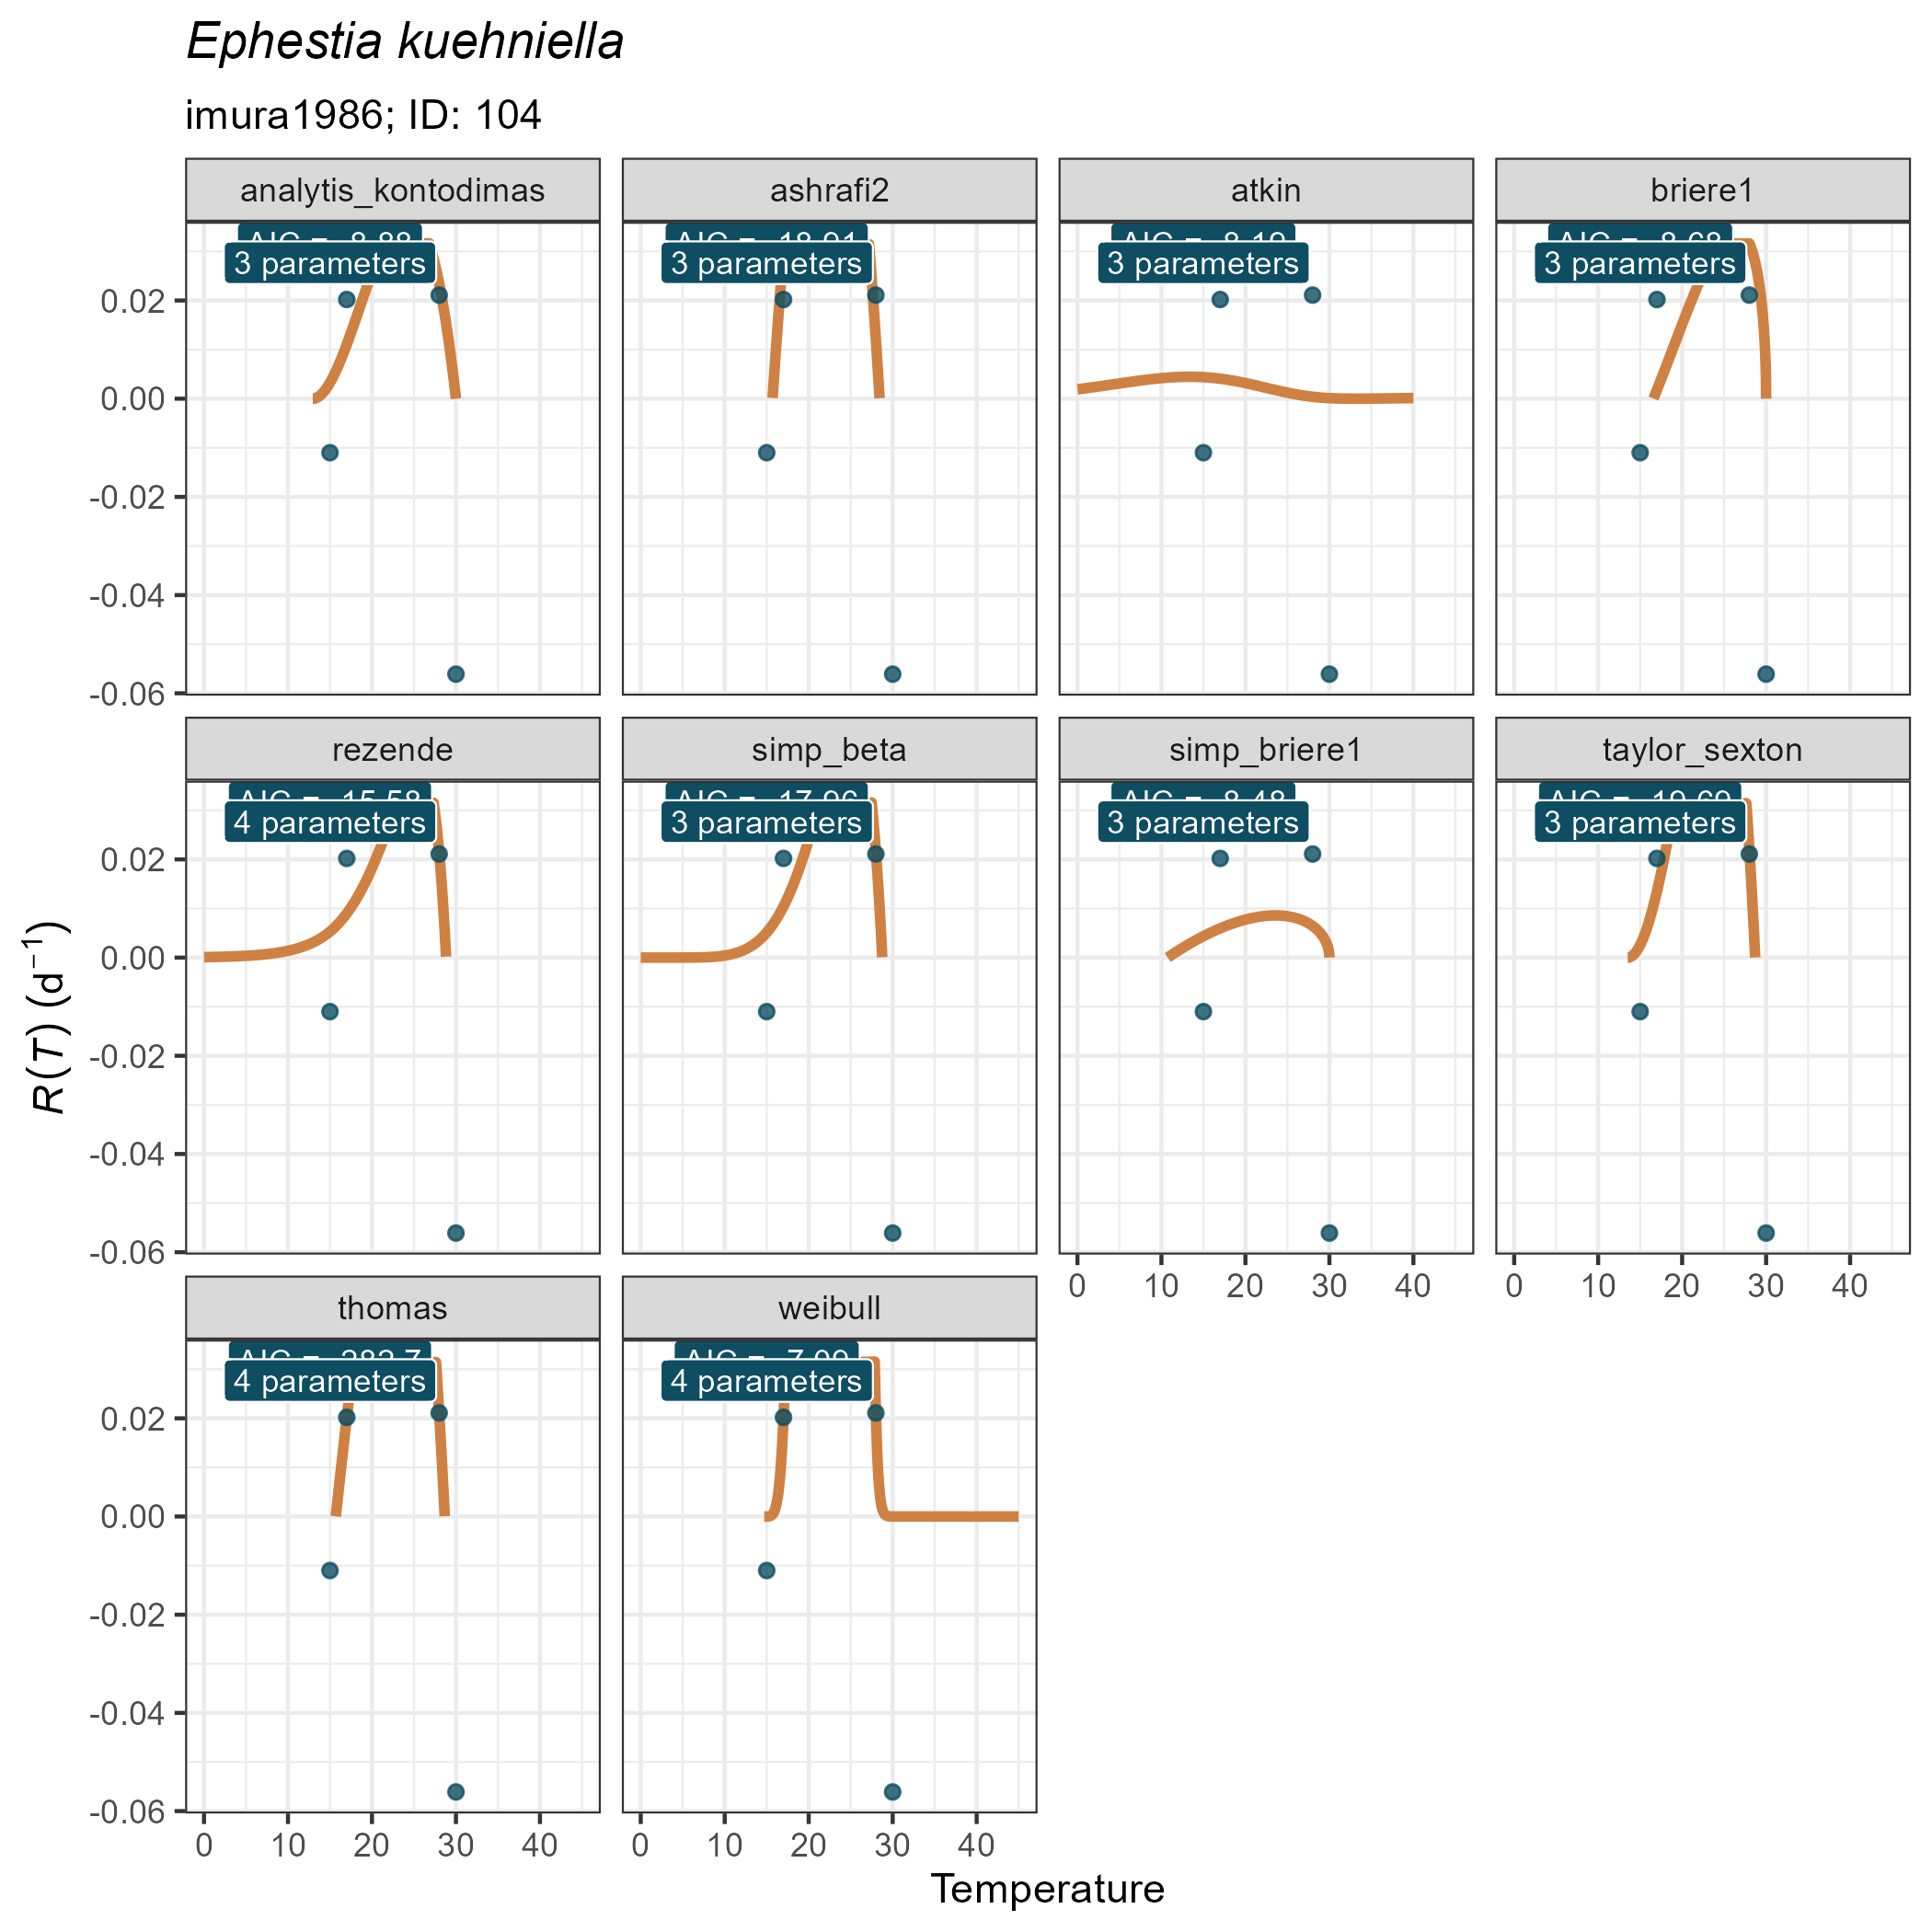 Ephestia kuehniella
imura1986; ID: 104
analytis_kontodimas ashrafi2 atkin briere1
3 parameters 3 parameters 3 parameters 3 parameters
0.02
0.00
-0.02
-0.04
-0.06
rezende simp_beta simp_briere1 taylor_sexton
4 parameters 3 parameters 3 parameters 3 parameters
0.02
0.00
-0.02
-0.04
-0.06
0 10 20 30 40 0 10 20 30 40
thomas weibull
4 parameters 4 parameters
0.02
0.00
-0.02
-0.04
-0.06
0 10 20 30 40 0 10 20 30 40
Temperature
R(T) (d⁻¹)